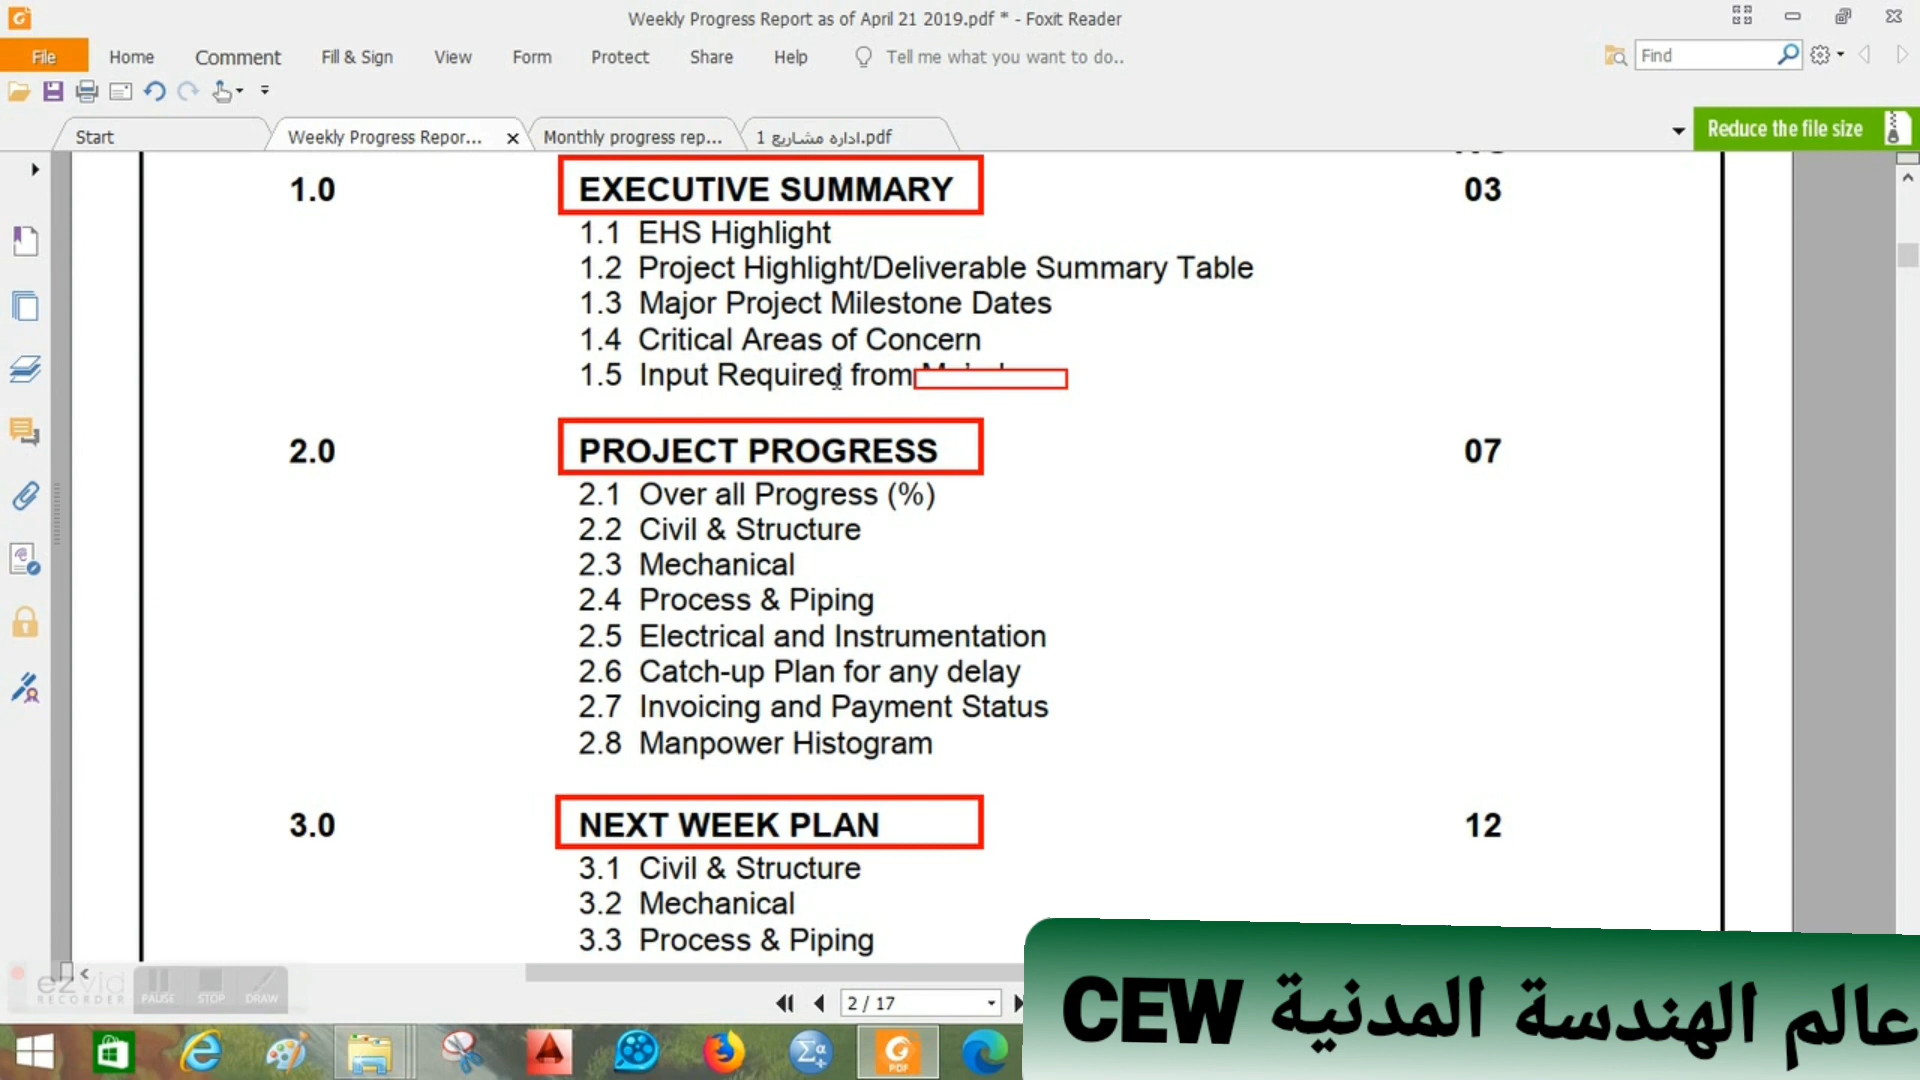 Weekly Progress Report as of April 21 2019.pdf * - Foxit Reader
File Home Comment Fill & Sign View Form Protect Share Help Tell me what you want to do.. Find
Start Weekly Progress Repor... Monthly progress rep... اداره مشاريع 1.pdf Reduce the file size
1.0 EXECUTIVE SUMMARY 03
1.1 EHS Highlight
1.2 Project Highlight/Deliverable Summary Table
1.3 Major Project Milestone Dates
1.4 Critical Areas of Concern
1.5 Input Required from
2.0 PROJECT PROGRESS 07
2.1 Over all Progress (%)
2.2 Civil & Structure
2.3 Mechanical
2.4 Process & Piping
2.5 Electrical and Instrumentation
2.6 Catch-up Plan for any delay
2.7 Invoicing and Payment Status
2.8 Manpower Histogram
3.0 NEXT WEEK PLAN 12
3.1 Civil & Structure
3.2 Mechanical
3.3 Process & Piping
ezvid
RECORDER
PAUSE STOP DRAW
2 / 17
عالم الهندسة المدنية CEW
PDF